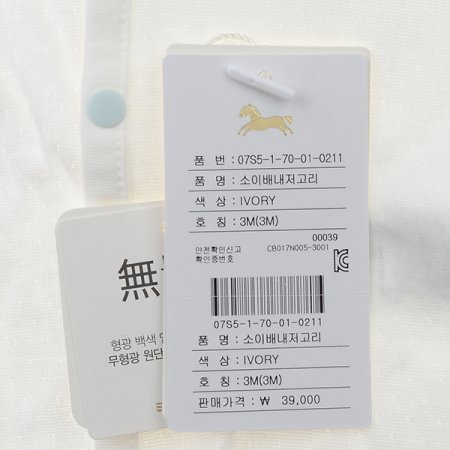 품 번 : 07S5-1-70-01-0211
품 명 : 소이배내저고리
색 상 : IVORY
호 칭 : 3M(3M)
00039
안전확인신고
확인증번호
CB017N005-3001
07S5-1-70-01-0211
품 명 : 소이배내저고리
색 상 : IVORY
호 칭 : 3M(3M)
판매가격 : ₩ 39,000
無
형광 백색
무형광 원단